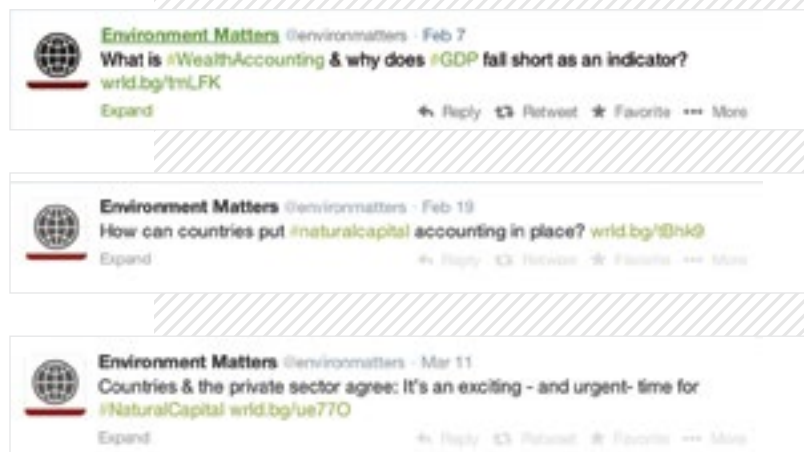 Environment Matters @environmatters · Feb 7
What is #WealthAccounting & why does #GDP fall short as an indicator?
wrld.bg/tmLFK
Expand Reply Retweet Favorite More
Environment Matters @environmatters · Feb 19
How can countries put #naturalcapital accounting in place? wrld.bg/tBhk9
Expand Reply Retweet Favorite More
Environment Matters @environmatters · Mar 11
Countries & the private sector agree: It's an exciting - and urgent- time for
#NaturalCapital wrld.bg/ue77O
Expand Reply Retweet Favorite More